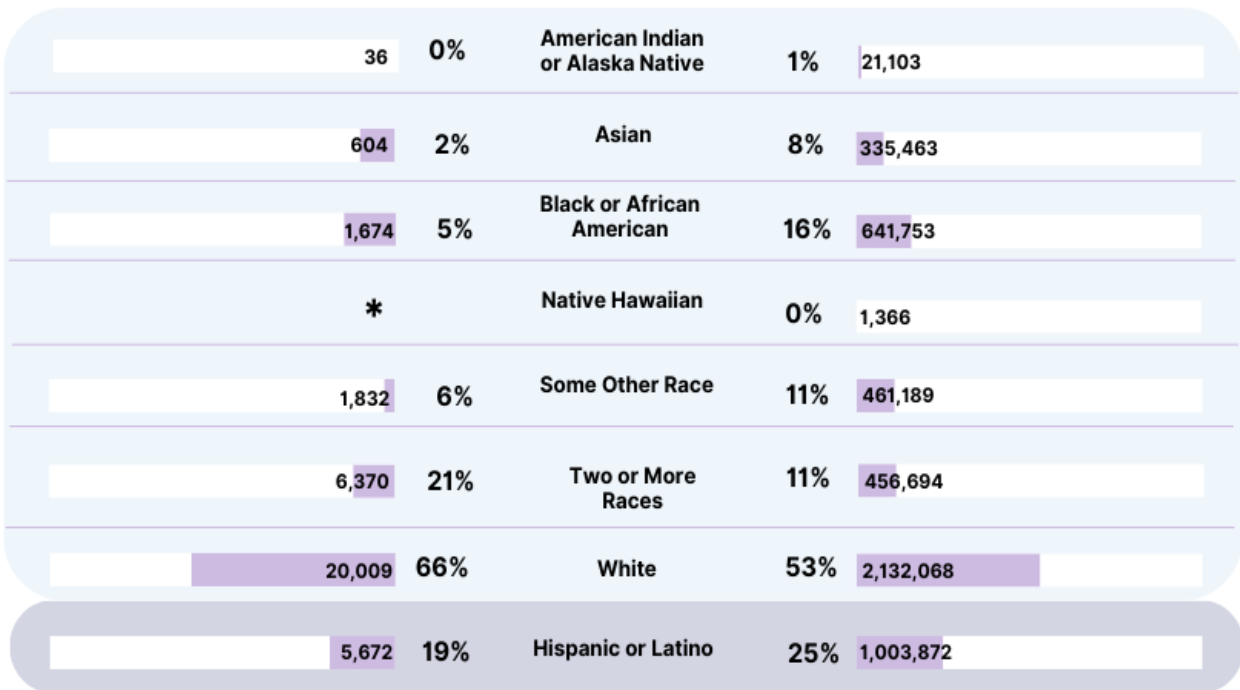 36 0% American Indian 1% 21,103
or Alaska Native
604 2% Asian 8% 335,463
Black or African
1,674 5% American 16% 641,753
* Native Hawaiian 0% 1,366
1,832 6% Some Other Race 11% 461,189
6,370 21% Two or More 11% 456,694
Races
20,009 66% White 53% 2,132,068
5,672 19% Hispanic or Latino 25% 1,003,872